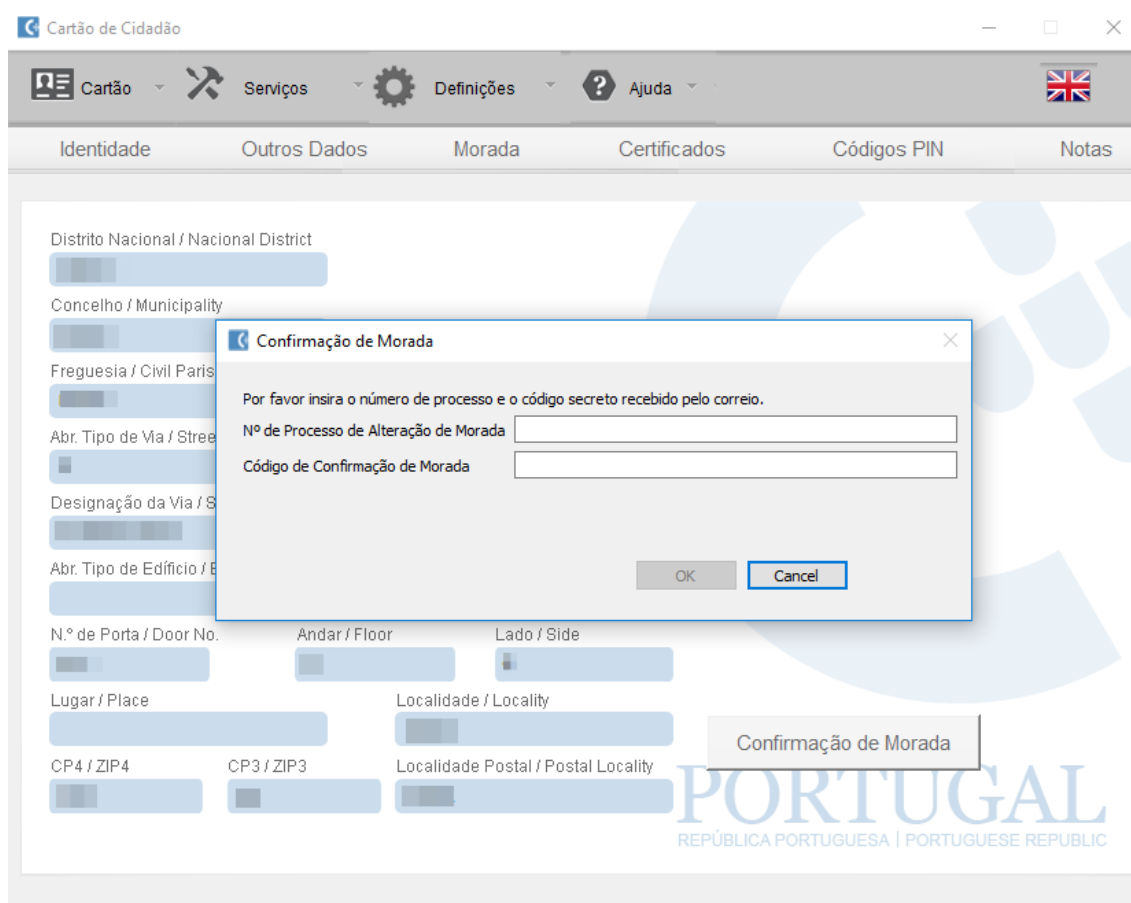 Cartão de Cidadão
Cartão Serviços Definições Ajuda
Identidade Outros Dados Morada Certificados Códigos PIN Notas
Distrito Nacional / Nacional District
Concelho / Municipality
Confirmação de Morada
Freguesia / Civil Paris
Por favor insira o número de processo e o código secreto recebido pelo correio.
Nº de Processo de Alteração de Morada
Abr. Tipo de Via / Stree
Código de Confirmação de Morada
Designação da Via / S
Abr. Tipo de Edíficio / E
OK Cancel
N.º de Porta / Door No. Andar / Floor Lado / Side
Lugar / Place Localidade / Locality
Confirmação de Morada
CP4 / ZIP4 CP3 / ZIP3 Localidade Postal / Postal Locality
PORTUGAL
REPÚBLICA PORTUGUESA | PORTUGUESE REPUBLIC